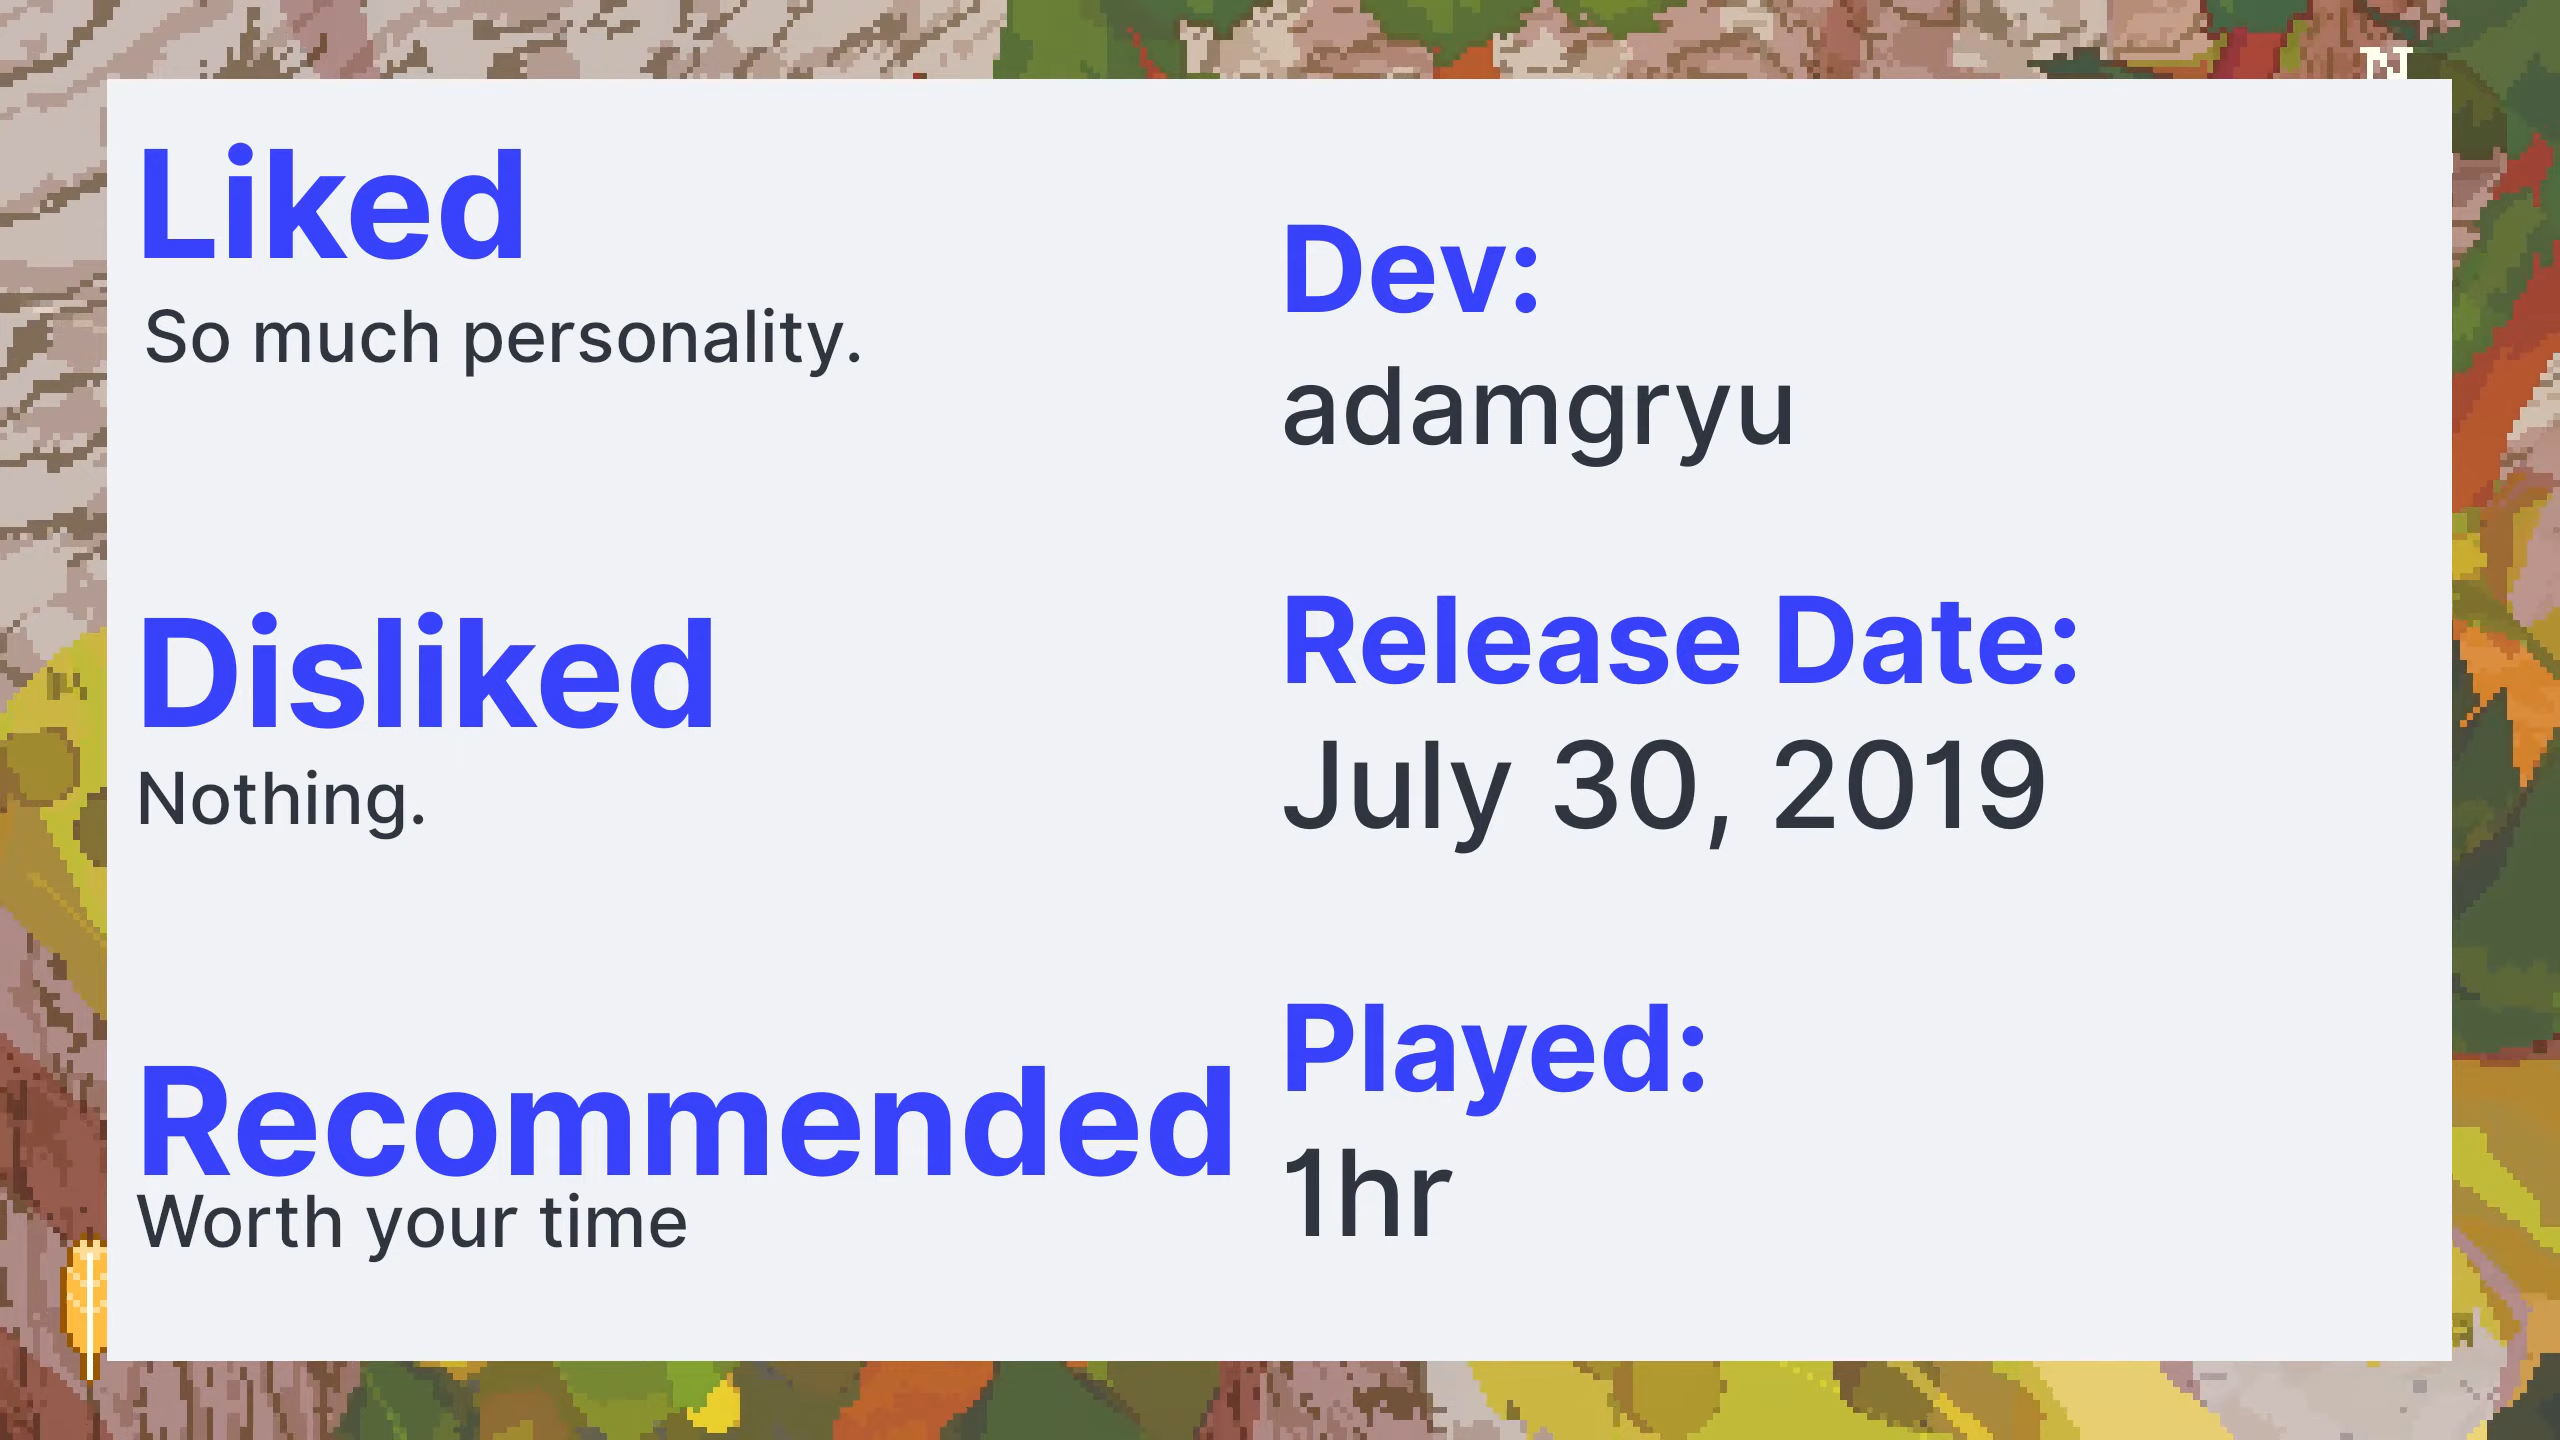 N
Liked
So much personality.
Disliked
Nothing.
Recommended
Worth your time
Dev:
adamgryu
Release Date:
July 30, 2019
Played:
1hr